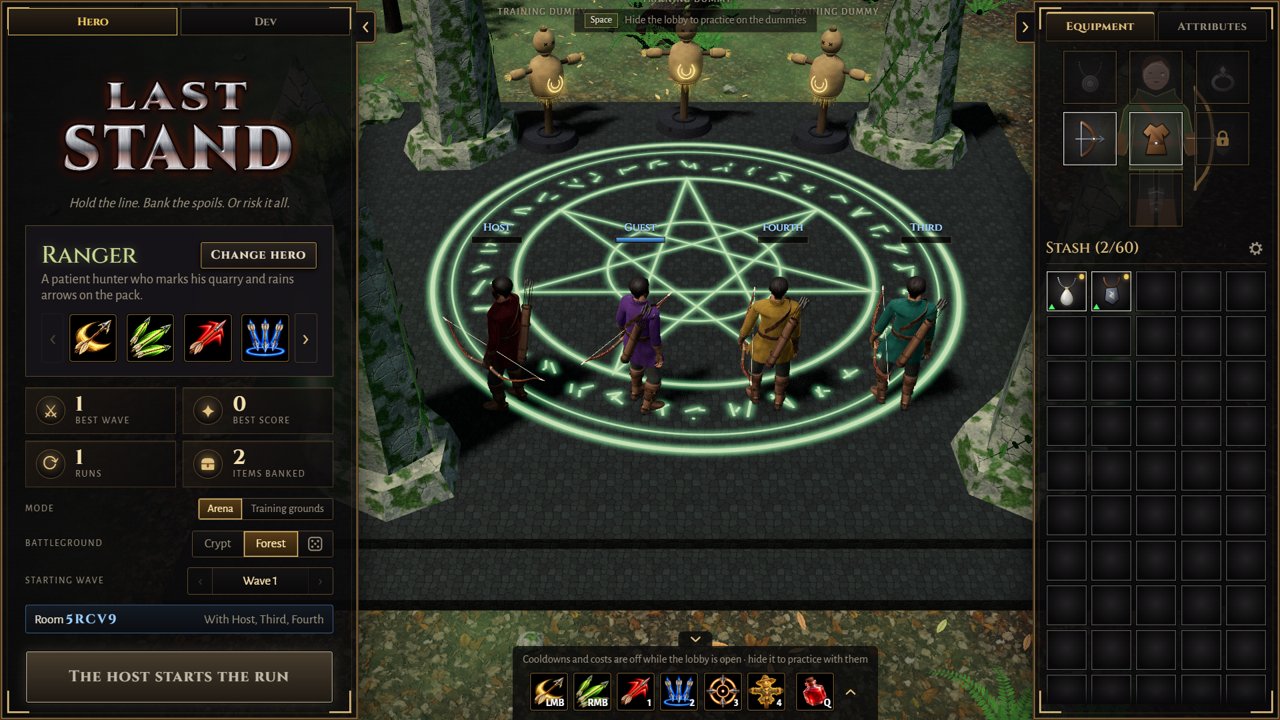 Hero
Dev
LAST
STAND
Hold the line. Bank the spoils. Or risk it all.
Ranger
Change Hero
A patient hunter who marks his quarry and rains
arrows on the pack.
1
BEST WAVE
0
BEST SCORE
1
RUNS
2
ITEMS BANKED
MODE
Arena
Training grounds
BATTLEGROUND
Crypt
Forest
STARTING WAVE
Wave 1
Room 5RCV9
With Host, Third, Fourth
The host starts the run
TRAINING DUMMY
TRAINING DUMMY
Space
Hide the lobby to practice on the dummies
Host
Guest
Fourth
Third
Cooldowns and costs are off while the lobby is open · hide it to practice with them
LMB
RMB
1
2
3
4
Q
Equipment
Attributes
Stash (2/60)